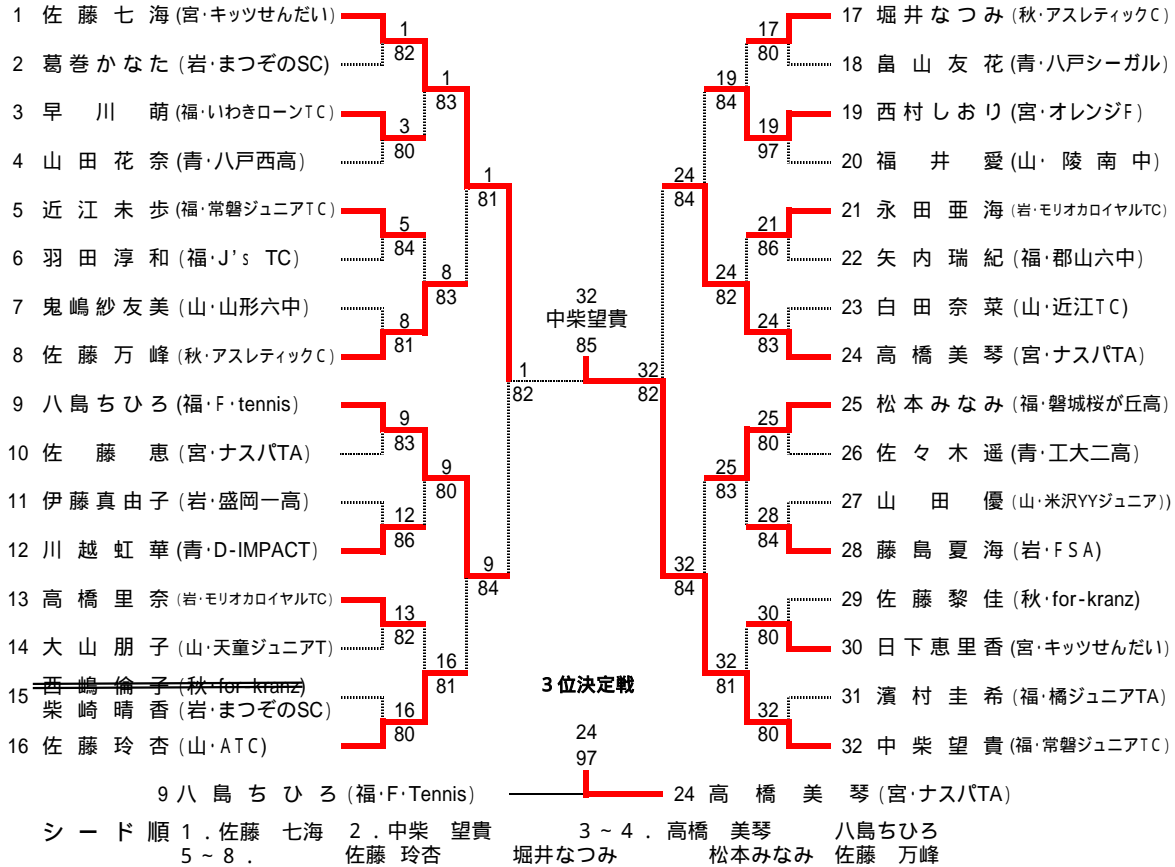 1 佐藤七海 (宮･キッツせんだい)
2 葛巻かなた (岩･まつぞのSC)
3 早川萌 (福･いわきローンTC)
4 山田花奈 (青･八戸西高)
5 近江未歩 (福･常磐ジュニアTC)
6 羽田淳和 (福･J's TC)
7 鬼嶋紗友美 (山･山形六中)
8 佐藤万峰 (秋･アスレティックC)
9 八島ちひろ (福･F･tennis)
10 佐藤恵 (宮･ナスパTA)
11 伊藤真由子 (岩･盛岡一高)
12 川越虹華 (青･D-IMPACT)
13 高橋里奈 (岩･モリオカロイヤルTC)
14 大山朋子 (山･天童ジュニアT)
西嶋倫子 (秋･for-kranz)
15 柴崎晴香 (岩･まつぞのSC)
16 佐藤玲杏 (山･ATC)
1
82
3
80
5
84
8
81
9
83
12
86
13
82
16
80
1
83
8
83
9
80
16
81
1
81
9
84
1
82
32
中柴望貴
85
32
82
24
84
32
84
19
84
24
82
25
83
32
81
17
80
19
97
21
86
24
83
25
80
28
84
30
80
32
80
17 堀井なつみ (秋･アスレティックC)
18 畠山友花 (青･八戸シーガル)
19 西村しおり (宮･オレンジF)
20 福井愛 (山･陵南中)
21 永田亜海 (岩･モリオカロイヤルTC)
22 矢内瑞紀 (福･郡山六中)
23 白田奈菜 (山･近江TC)
24 高橋美琴 (宮･ナスパTA)
25 松本みなみ (福･磐城桜が丘高)
26 佐々木遥 (青･工大二高)
27 山田優 (山･米沢YYジュニア))
28 藤島夏海 (岩･FSA)
29 佐藤黎佳 (秋･for-kranz)
30 日下恵里香 (宮･キッツせんだい)
31 濱村圭希 (福･橘ジュニアTA)
32 中柴望貴 (福･常磐ジュニアTC)
3位決定戦
24
97
9 八島ちひろ (福･F･Tennis) 24 高橋美琴 (宮･ナスパTA)
シード順 1．佐藤 七海 2．中柴 望貴 3～4．高橋 美琴 八島ちひろ
5～8． 佐藤 玲杏 堀井なつみ 松本みなみ 佐藤 万峰